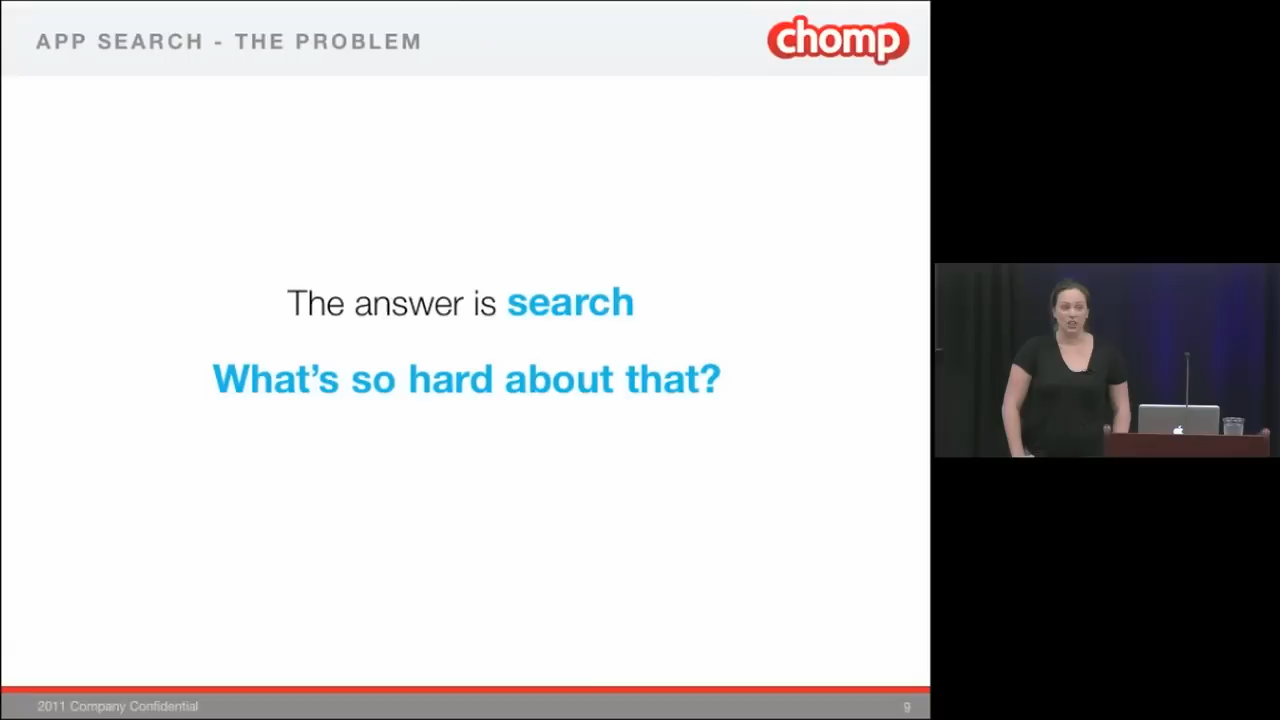 APP SEARCH - THE PROBLEM
chomp
The answer is search
What's so hard about that?
2011 Company Confidential
9